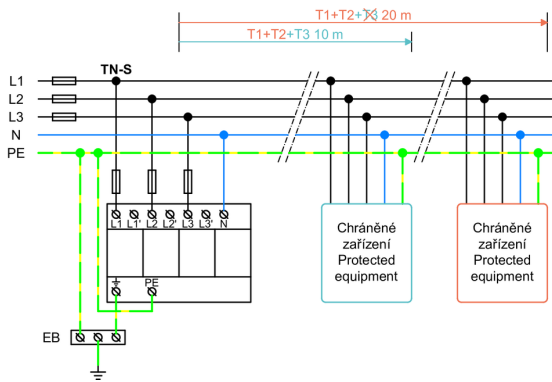 T1+T2+T3 20 m
T1+T2+T3 10 m
TN-S
L1
L2
L3
N
PE
L1 L1' L2 L2' L3 L3' N
PE
EB
Chráněné
zařízení
Protected
equipment
Chráněné
zařízení
Protected
equipment